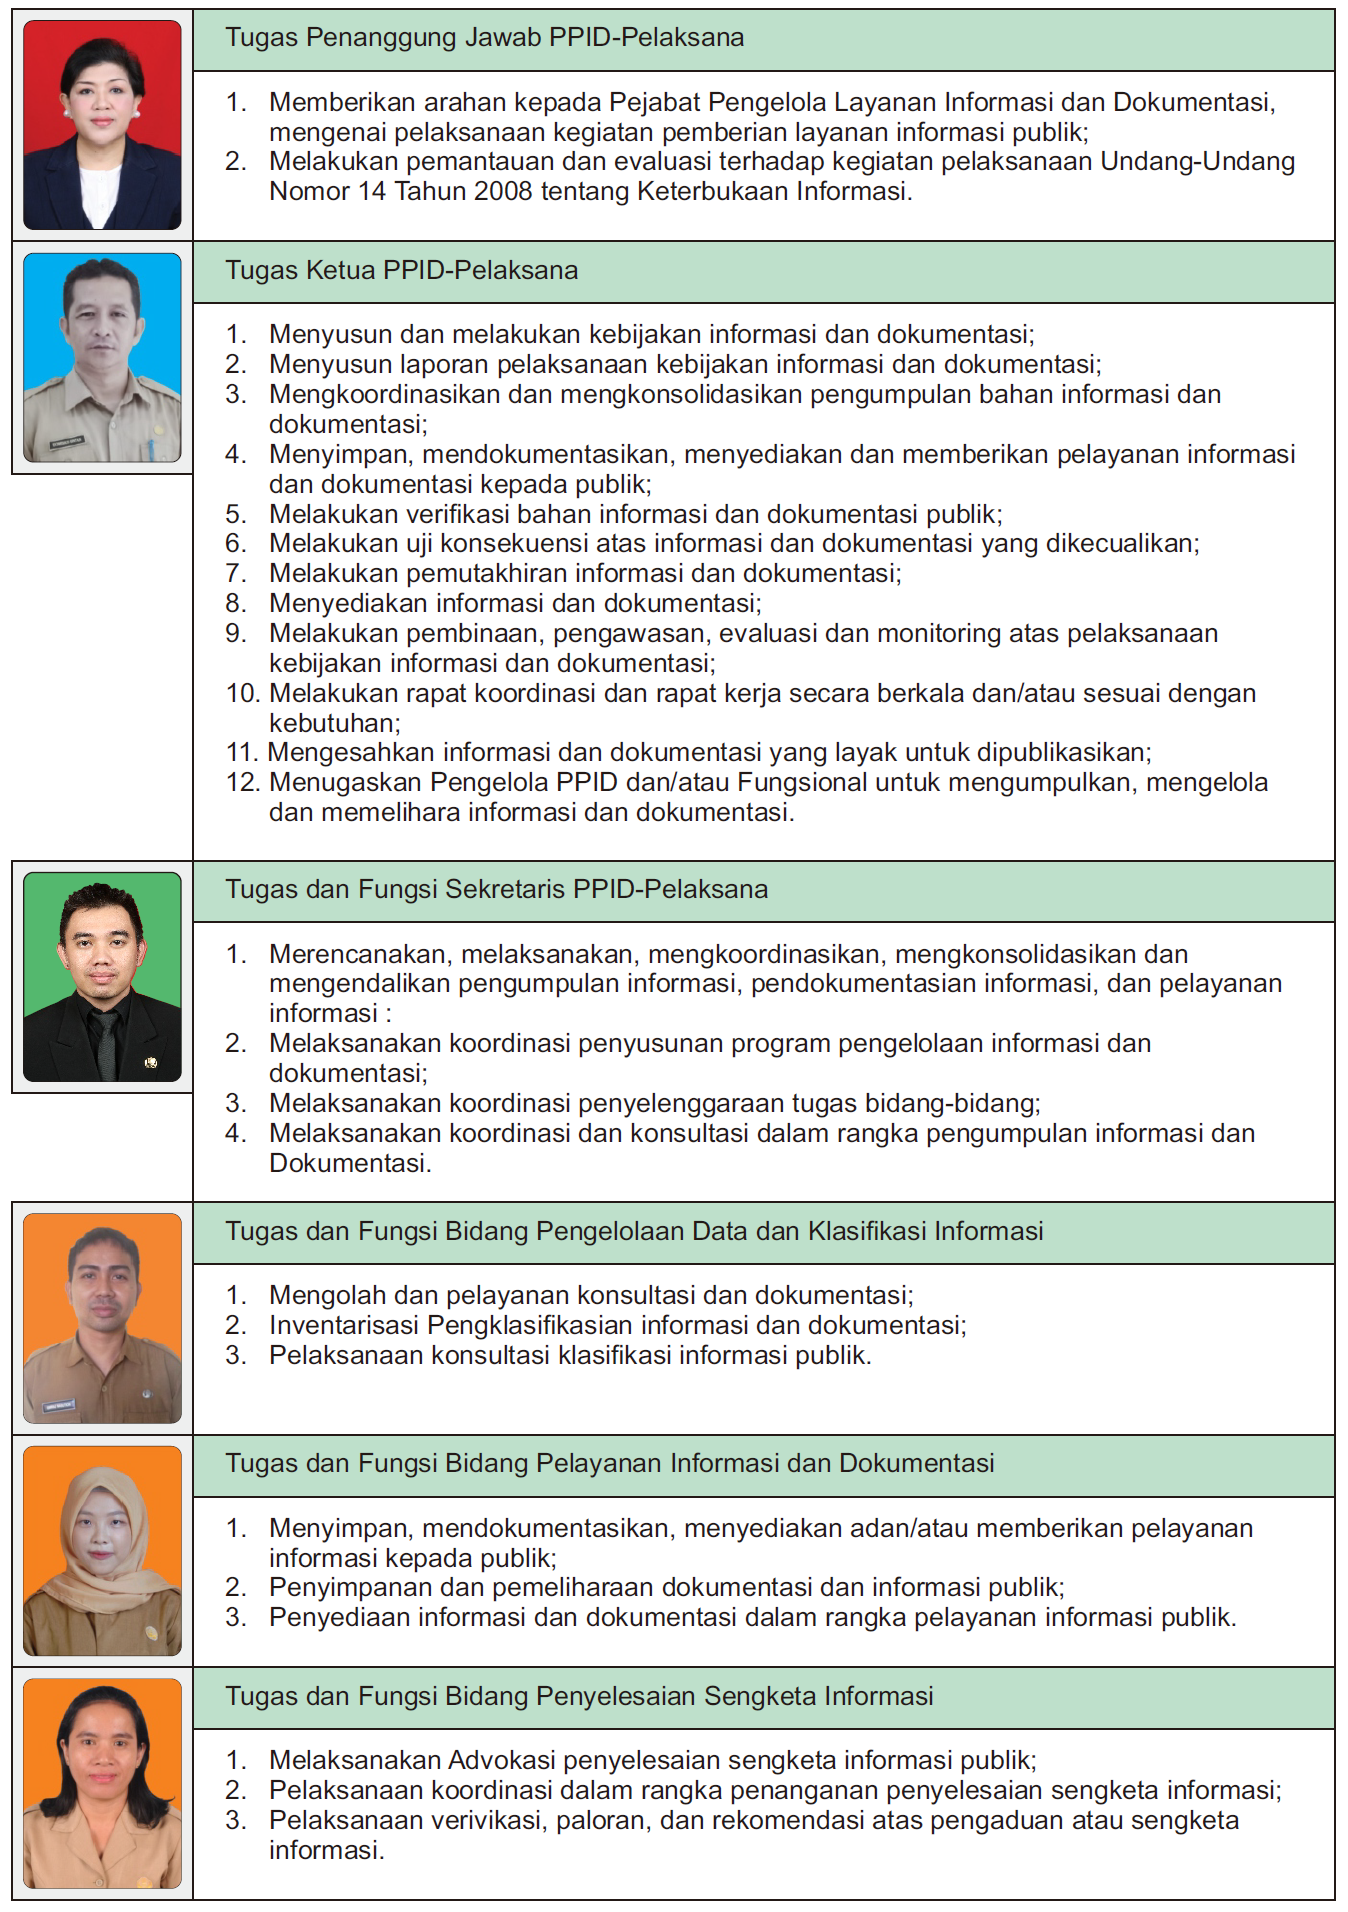 Tugas Penanggung Jawab PPID-Pelaksana
1. Memberikan arahan kepada Pejabat Pengelola Layanan Informasi dan Dokumentasi,
mengenai pelaksanaan kegiatan pemberian layanan informasi publik;
2. Melakukan pemantauan dan evaluasi terhadap kegiatan pelaksanaan Undang-Undang
Nomor 14 Tahun 2008 tentang Keterbukaan Informasi.
Tugas Ketua PPID-Pelaksana
1. Menyusun dan melakukan kebijakan informasi dan dokumentasi;
2. Menyusun laporan pelaksanaan kebijakan informasi dan dokumentasi;
3. Mengkoordinasikan dan mengkonsolidasikan pengumpulan bahan informasi dan
dokumentasi;
4. Menyimpan, mendokumentasikan, menyediakan dan memberikan pelayanan informasi
dan dokumentasi kepada publik;
5. Melakukan verifikasi bahan informasi dan dokumentasi publik;
6. Melakukan uji konsekuensi atas informasi dan dokumentasi yang dikecualikan;
7. Melakukan pemutakhiran informasi dan dokumentasi;
8. Menyediakan informasi dan dokumentasi;
9. Melakukan pembinaan, pengawasan, evaluasi dan monitoring atas pelaksanaan
kebijakan informasi dan dokumentasi;
10. Melakukan rapat koordinasi dan rapat kerja secara berkala dan/atau sesuai dengan
kebutuhan;
11. Mengesahkan informasi dan dokumentasi yang layak untuk dipublikasikan;
12. Menugaskan Pengelola PPID dan/atau Fungsional untuk mengumpulkan, mengelola
dan memelihara informasi dan dokumentasi.
Tugas dan Fungsi Sekretaris PPID-Pelaksana
1. Merencanakan, melaksanakan, mengkoordinasikan, mengkonsolidasikan dan
mengendalikan pengumpulan informasi, pendokumentasian informasi, dan pelayanan
informasi :
2. Melaksanakan koordinasi penyusunan program pengelolaan informasi dan
dokumentasi;
3. Melaksanakan koordinasi penyelenggaraan tugas bidang-bidang;
4. Melaksanakan koordinasi dan konsultasi dalam rangka pengumpulan informasi dan
Dokumentasi.
Tugas dan Fungsi Bidang Pengelolaan Data dan Klasifikasi Informasi
1. Mengolah dan pelayanan konsultasi dan dokumentasi;
2. Inventarisasi Pengklasifikasian informasi dan dokumentasi;
3. Pelaksanaan konsultasi klasifikasi informasi publik.
Tugas dan Fungsi Bidang Pelayanan Informasi dan Dokumentasi
1. Menyimpan, mendokumentasikan, menyediakan adan/atau memberikan pelayanan
informasi kepada publik;
2. Penyimpanan dan pemeliharaan dokumentasi dan informasi publik;
3. Penyediaan informasi dan dokumentasi dalam rangka pelayanan informasi publik.
Tugas dan Fungsi Bidang Penyelesaian Sengketa Informasi
1. Melaksanakan Advokasi penyelesaian sengketa informasi publik;
2. Pelaksanaan koordinasi dalam rangka penanganan penyelesaian sengketa informasi;
3. Pelaksanaan verivikasi, paloran, dan rekomendasi atas pengaduan atau sengketa
informasi.